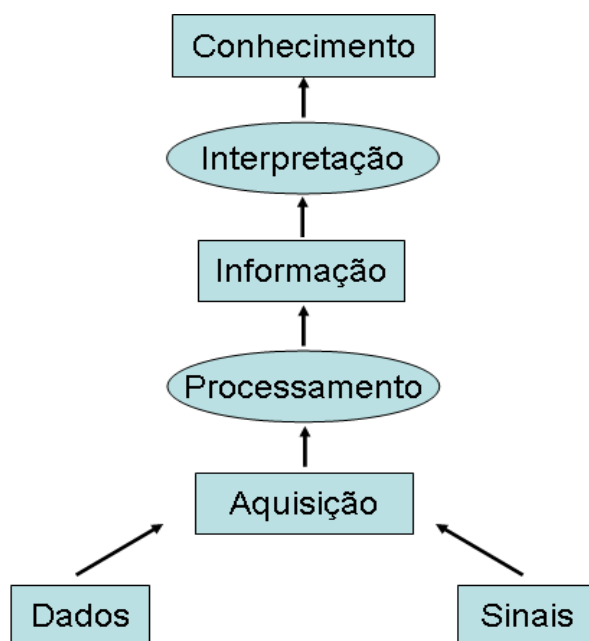 Conhecimento
Interpretação
Informação
Processamento
Aquisição
Dados
Sinais